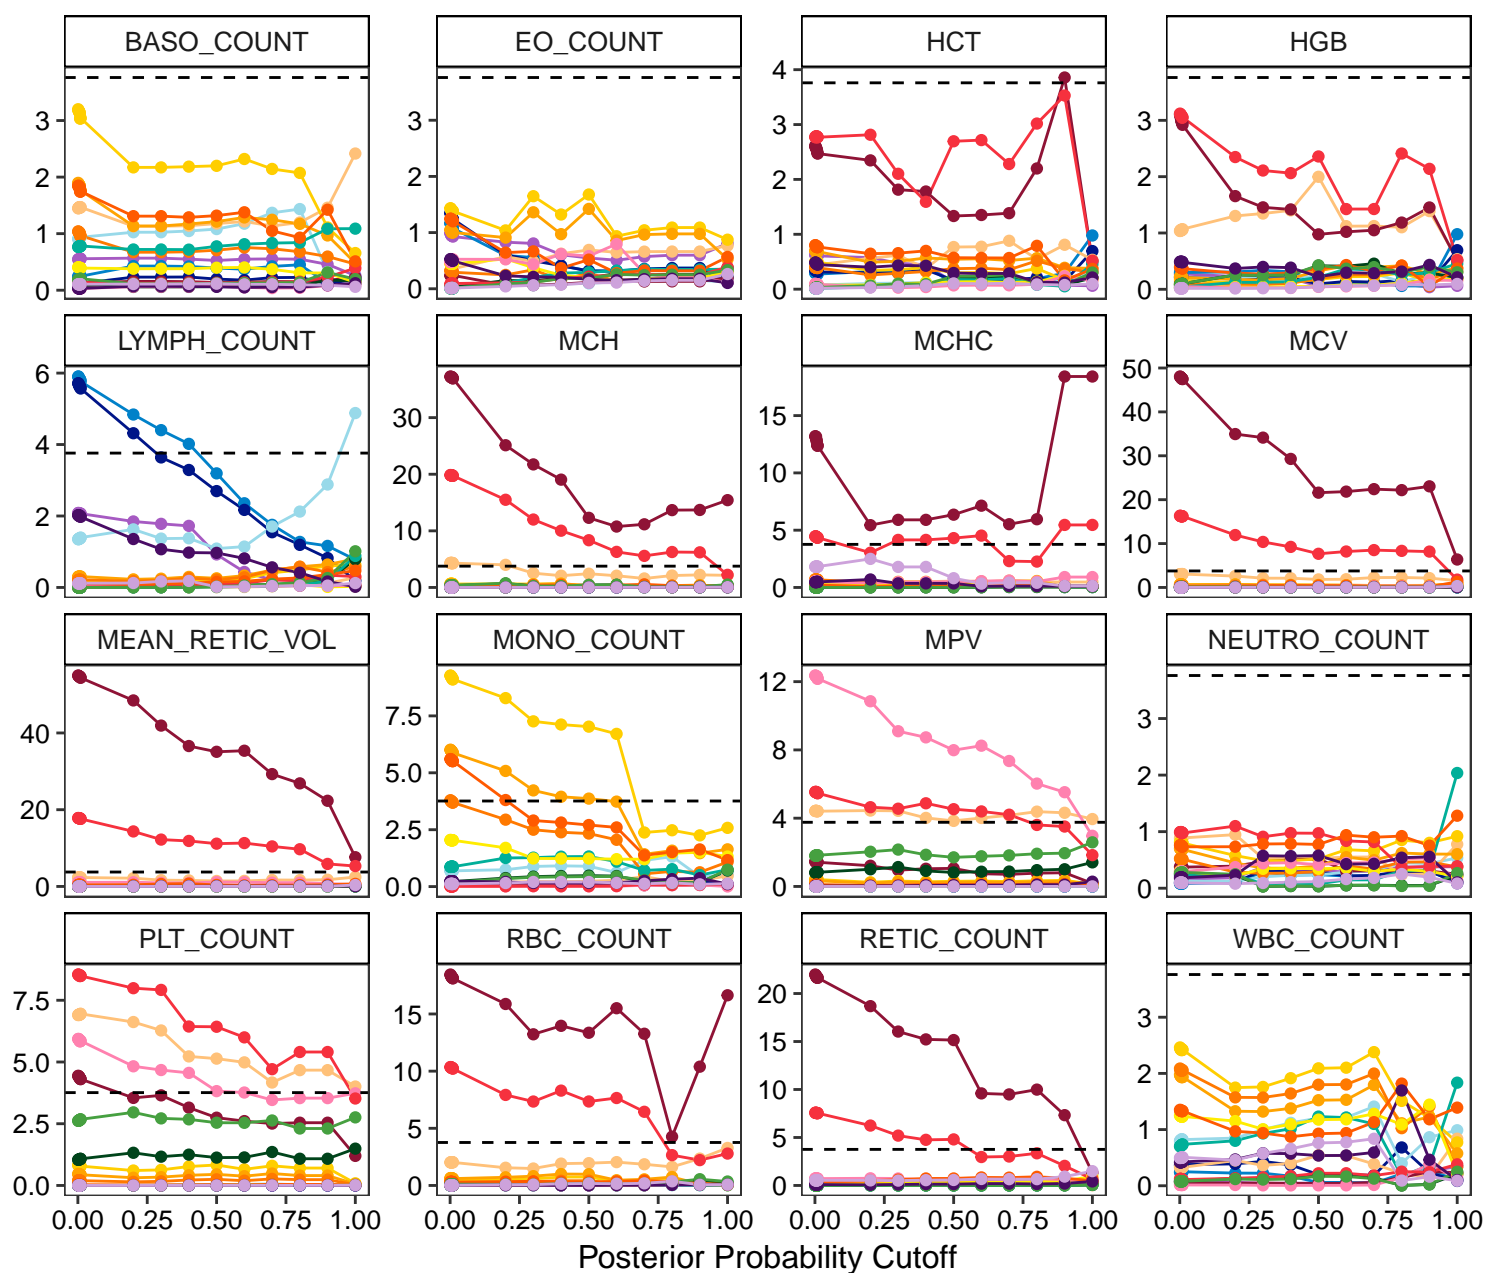 BASO_COUNT EO_COUNT HCT HGB
3 2 1 0
3 2 1 0
4 3 2 1 0
3 2 1 0
LYMPH_COUNT MCH MCHC MCV
6 4 2 0
30 20 10 0
15 10 5 0
50 40 30 20 10 0
MEAN_RETIC_VOL MONO_COUNT MPV NEUTRO_COUNT
40 20 0
7.5 5.0 2.5 0.0
12 8 4 0
3 2 1 0
PLT_COUNT RBC_COUNT RETIC_COUNT WBC_COUNT
7.5 5.0 2.5 0.0
15 10 5 0
20 15 10 5 0
3 2 1 0
0.00 0.25 0.50 0.75 1.00 0.00 0.25 0.50 0.75 1.00 0.00 0.25 0.50 0.75 1.00 0.00 0.25 0.50 0.75 1.00
Posterior Probability Cutoff